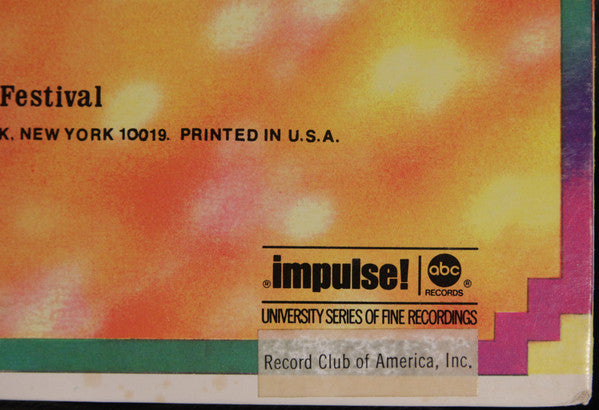 Festival
K, NEW YORK 10019. PRINTED IN U.S.A.
® impulse! abc ®
RECORDS
UNIVERSITY SERIES OF FINE RECORDINGS
Record Club of America, Inc.